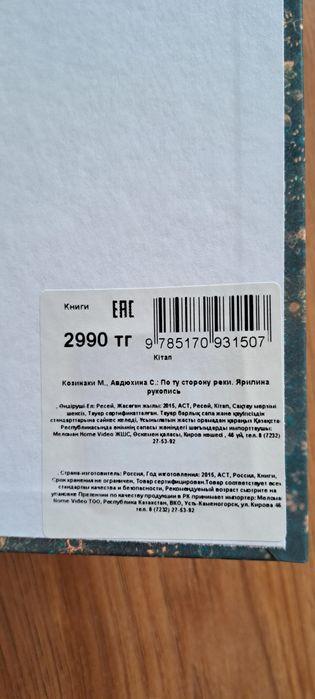 Книги
EAC
2990 тг
9 785170 931507
Кітап
Козинаки М., Авдюхина С.: По ту сторону реки. Ярилина
рукопись
. Өндіруші Ел: Ресей, Жасаған жылы: 2015, АСТ, Ресей, Кітап, Сақтау мерзімі
шексіз, Тауар сертификатталған. Тауар барлық сапа және қауіпсіздік
стандарттарына сәйкес келеді. Ұсынылатын жасты орамадан қараңыз Қазақстан
Республикасында өнімнің сапасы жөніндегі шағымдарды импорттаушы:
Меломан Home Video ЖШС, Өскемен қаласы, Киров көшесі , 46 үй, тел. 8 (7232)
27-53-92
. Страна-изготовитель: Россия, Год изготовления: 2015, АСТ, Россия, Книги,
Срок хранения не ограничен, Товар сертифицирован.Товар соответствует всем
стандартам качества и безопасности, Рекомендуемый возраст смотрите на
упаковке Претензии по качеству продукции в РК принимает импортер: Меломан
Home Video ТОО, Республика Казахстан, ВКО, Усть-Каменогорск, ул. Кирова 46
тел. 8 (7232) 27-53-92